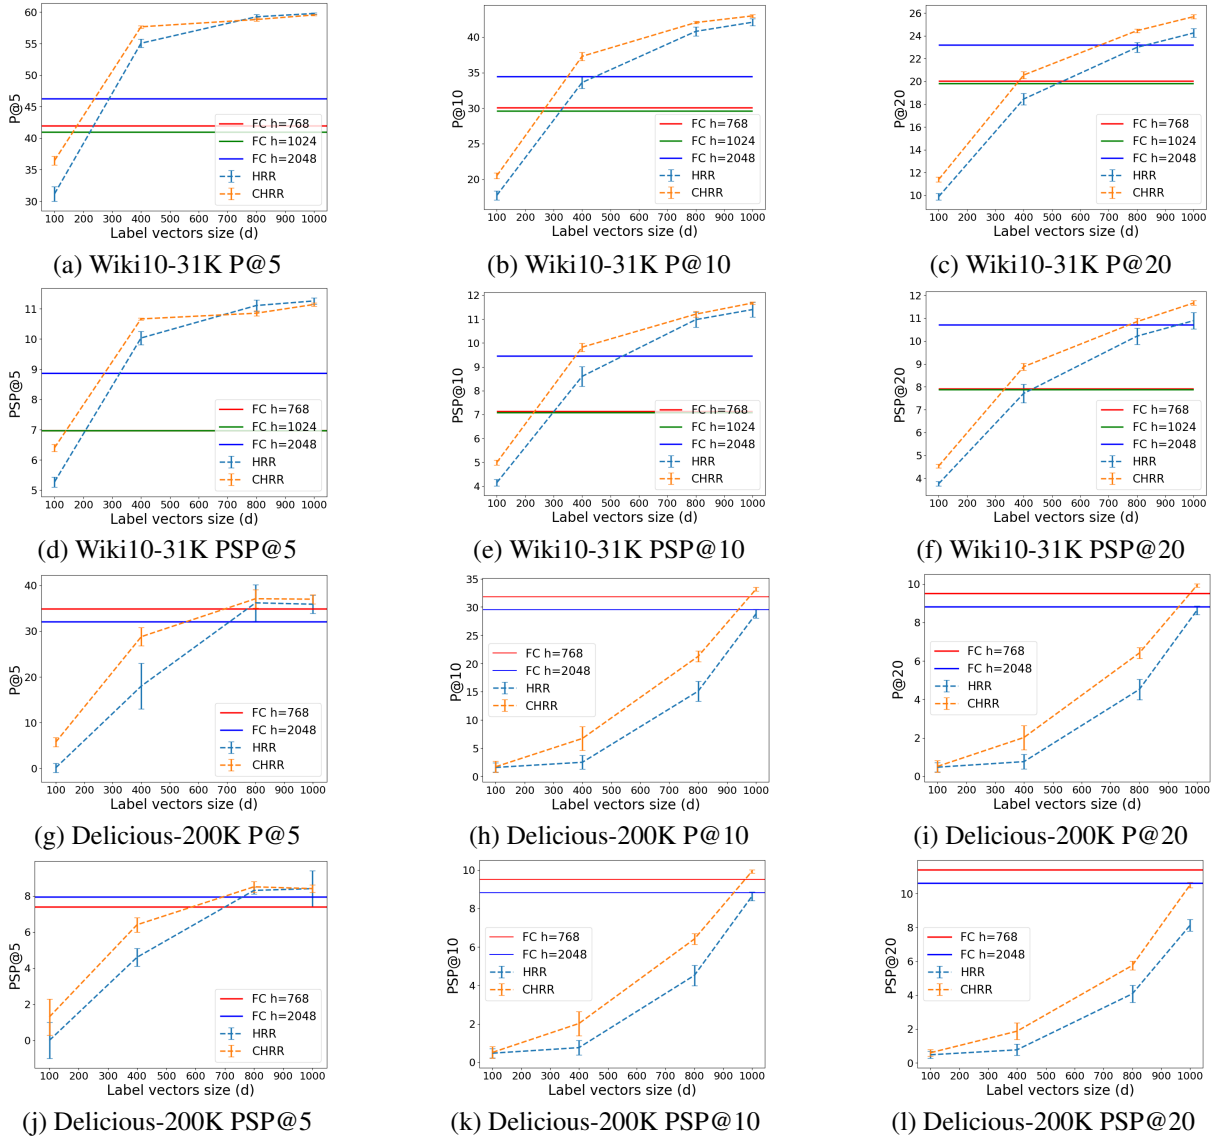 60
55
50
45
40
35
30
P@5
FC h=768
FC h=1024
FC h=2048
HRR
CHRR
100 200 300 400 500 600 700 800 900 1000
Label vectors size (d)
(a) Wiki10-31K P@5
40
35
30
25
20
P@10
FC h=768
FC h=1024
FC h=2048
HRR
CHRR
100 200 300 400 500 600 700 800 900 1000
Label vectors size (d)
(b) Wiki10-31K P@10
26
24
22
20
18
16
14
12
10
P@20
FC h=768
FC h=1024
FC h=2048
HRR
CHRR
100 200 300 400 500 600 700 800 900 1000
Label vectors size (d)
(c) Wiki10-31K P@20
11
10
9
8
7
6
5
PSP@5
FC h=768
FC h=1024
FC h=2048
HRR
CHRR
100 200 300 400 500 600 700 800 900 1000
Label vectors size (d)
(d) Wiki10-31K PSP@5
12
11
10
9
8
7
6
5
4
PSP@10
FC h=768
FC h=1024
FC h=2048
HRR
CHRR
100 200 300 400 500 600 700 800 900 1000
Label vectors size (d)
(e) Wiki10-31K PSP@10
12
11
10
9
8
7
6
5
4
PSP@20
FC h=768
FC h=1024
FC h=2048
HRR
CHRR
100 200 300 400 500 600 700 800 900 1000
Label vectors size (d)
(f) Wiki10-31K PSP@20
40
30
20
10
0
P@5
FC h=768
FC h=2048
HRR
CHRR
100 200 300 400 500 600 700 800 900 1000
Label vectors size (d)
(g) Delicious-200K P@5
35
30
25
20
15
10
5
0
P@10
FC h=768
FC h=2048
HRR
CHRR
100 200 300 400 500 600 700 800 900 1000
Label vectors size (d)
(h) Delicious-200K P@10
10
8
6
4
2
0
P@20
FC h=768
FC h=2048
HRR
CHRR
100 200 300 400 500 600 700 800 900 1000
Label vectors size (d)
(i) Delicious-200K P@20
8
6
4
2
0
PSP@5
FC h=768
FC h=2048
HRR
CHRR
100 200 300 400 500 600 700 800 900 1000
Label vectors size (d)
(j) Delicious-200K PSP@5
10
8
6
4
2
0
PSP@10
FC h=768
FC h=2048
HRR
CHRR
100 200 300 400 500 600 700 800 900 1000
Label vectors size (d)
(k) Delicious-200K PSP@10
10
8
6
4
2
0
PSP@20
FC h=768
FC h=2048
HRR
CHRR
100 200 300 400 500 600 700 800 900 1000
Label vectors size (d)
(l) Delicious-200K PSP@20